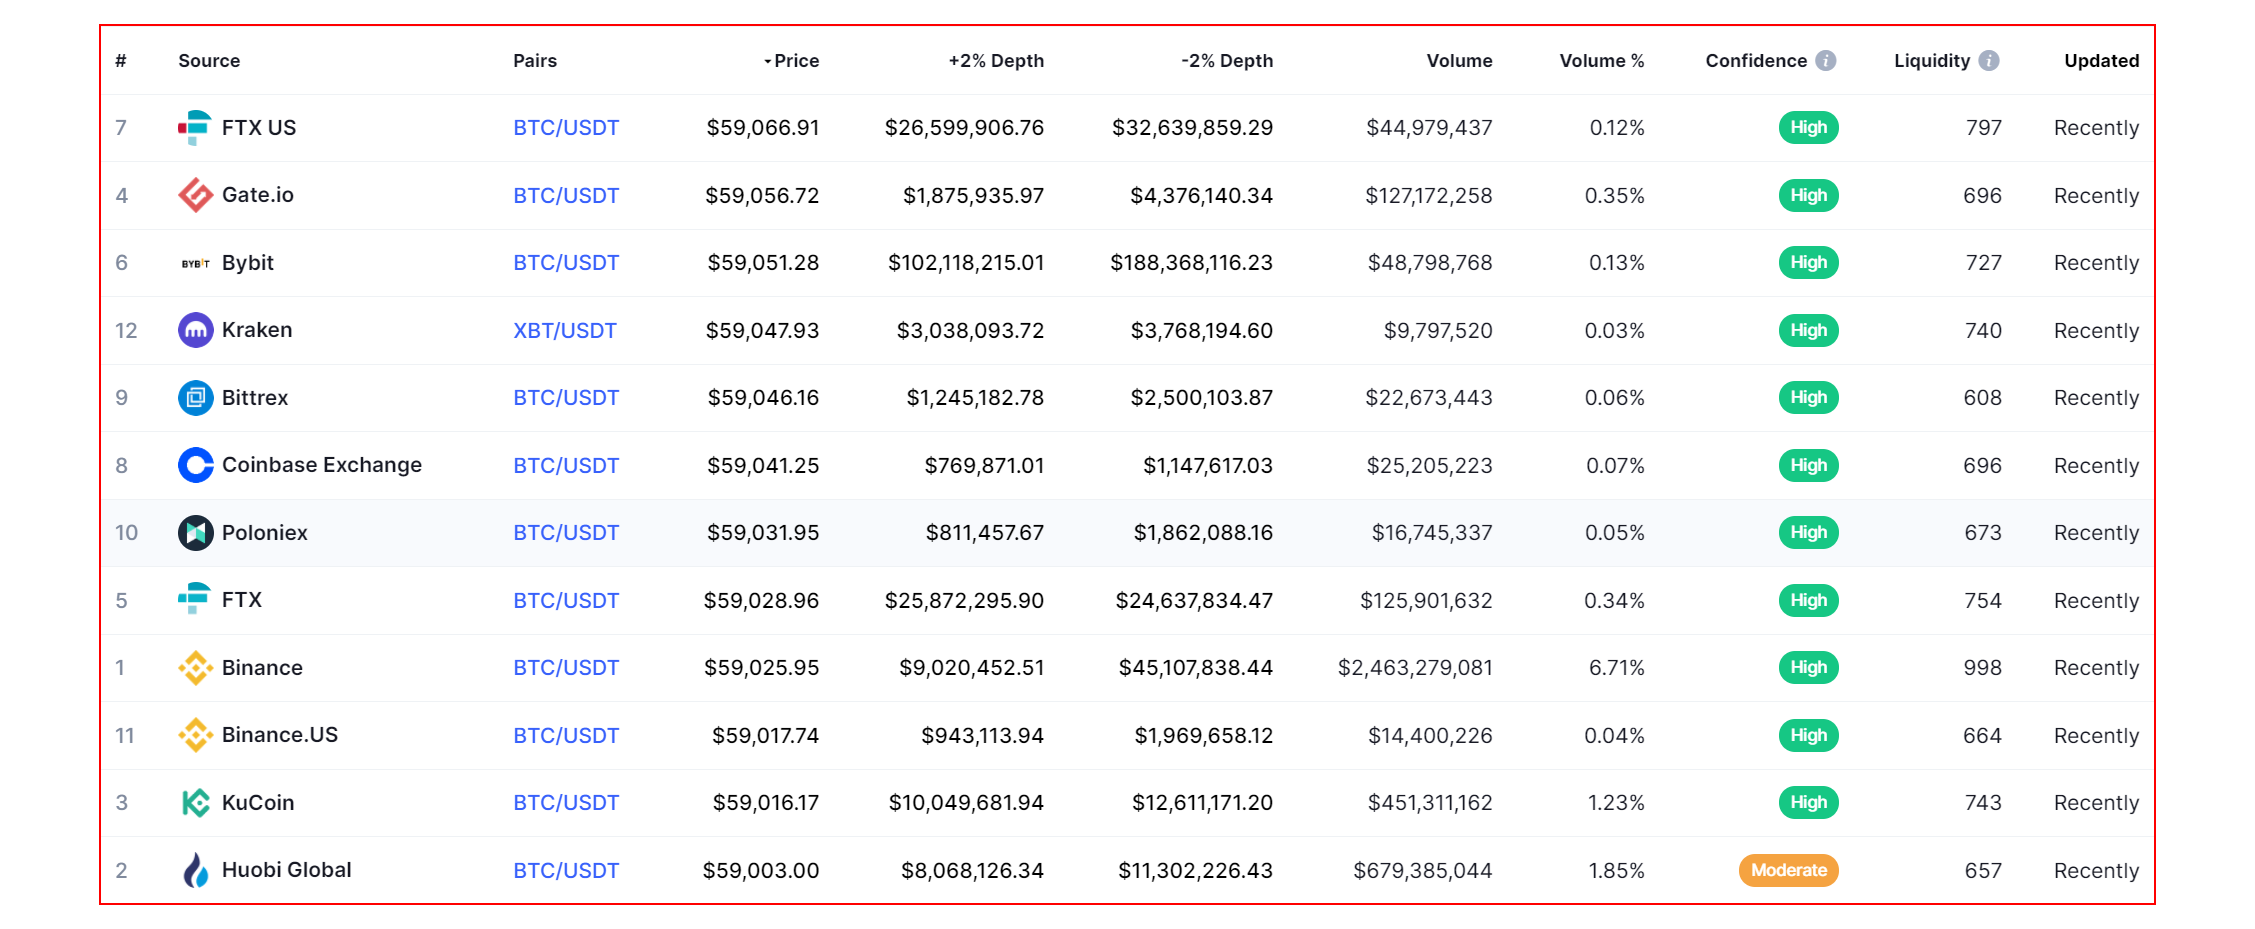 # Source Pairs Price +2% Depth -2% Depth Volume Volume % Confidence i Liquidity i Updated
7 FTX US BTC/USDT $59,066.91 $26,599,906.76 $32,639,859.29 $44,979,437 0.12% High 797 Recently
4 Gate.io BTC/USDT $59,056.72 $1,875,935.97 $4,376,140.34 $127,172,258 0.35% High 696 Recently
6 BYBIT Bybit BTC/USDT $59,051.28 $102,118,215.01 $188,368,116.23 $48,798,768 0.13% High 727 Recently
12 Kraken XBT/USDT $59,047.93 $3,038,093.72 $3,768,194.60 $9,797,520 0.03% High 740 Recently
9 Bittrex BTC/USDT $59,046.16 $1,245,182.78 $2,500,103.87 $22,673,443 0.06% High 608 Recently
8 Coinbase Exchange BTC/USDT $59,041.25 $769,871.01 $1,147,617.03 $25,205,223 0.07% High 696 Recently
10 Poloniex BTC/USDT $59,031.95 $811,457.67 $1,862,088.16 $16,745,337 0.05% High 673 Recently
5 FTX BTC/USDT $59,028.96 $25,872,295.90 $24,637,834.47 $125,901,632 0.34% High 754 Recently
1 Binance BTC/USDT $59,025.95 $9,020,452.51 $45,107,838.44 $2,463,279,081 6.71% High 998 Recently
11 Binance.US BTC/USDT $59,017.74 $943,113.94 $1,969,658.12 $14,400,226 0.04% High 664 Recently
3 KuCoin BTC/USDT $59,016.17 $10,049,681.94 $12,611,171.20 $451,311,162 1.23% High 743 Recently
2 Huobi Global BTC/USDT $59,003.00 $8,068,126.34 $11,302,226.43 $679,385,044 1.85% Moderate 657 Recently